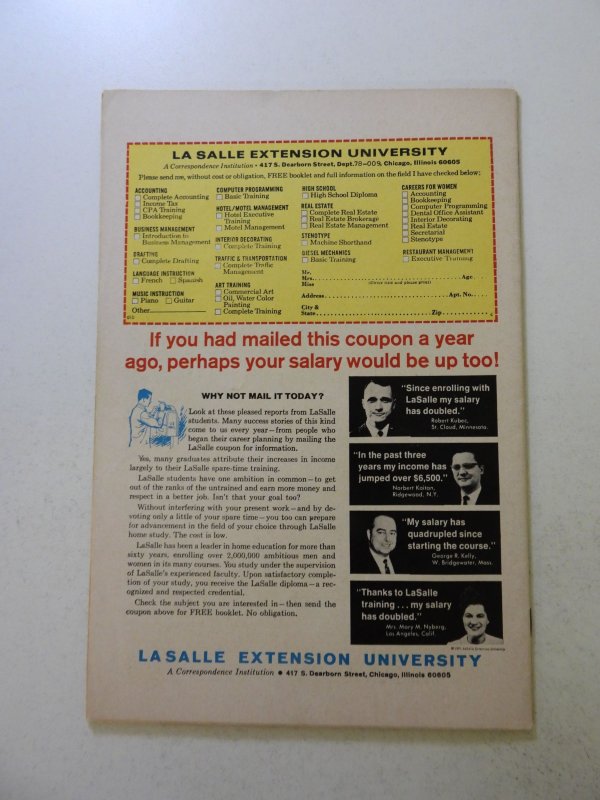 LA SALLE EXTENSION UNIVERSITY
A Correspondence Institution • 417 S. Dearborn Street, Dept. 78-009, Chicago, Illinois 60605
Please send me, without cost or obligation, FREE booklet and full information on the field I have checked below:
ACCOUNTING
Complete Accounting
Income Tax
CPA Training
Bookkeeping
BUSINESS MANAGEMENT
Introduction to
Business Management
DRAFTING
Complete Drafting
LANGUAGE INSTRUCTION
French Spanish
MUSIC INSTRUCTION
Piano Guitar
Other
COMPUTER PROGRAMMING
Basic Training
HOTEL/MOTEL MANAGEMENT
Hotel Executive
Training
Motel Management
INTERIOR DECORATING
Complete Training
TRAFFIC & TRANSPORTATION
Complete Traffic
Management
ART TRAINING
Commercial Art
Oil, Water Color
Painting
Complete Training
HIGH SCHOOL
High School Diploma
REAL ESTATE
Complete Real Estate
Real Estate Brokerage
Real Estate Management
STENOTYPE
Machine Shorthand
DIESEL MECHANICS
Basic Training
CAREERS FOR WOMEN
Accounting
Bookkeeping
Computer Programming
Dental Office Assistant
Interior Decorating
Real Estate
Secretarial
Stenotype
RESTAURANT MANAGEMENT
Executive Training
Mr.
Mrs. Age
Miss (Please name and please print)
Address Apt. No.
City &
State Zip
If you had mailed this coupon a year
ago, perhaps your salary would be up too!
WHY NOT MAIL IT TODAY?
Look at these pleased reports from LaSalle
students. Many success stories of this kind
come to us every year—from people who
began their career planning by mailing the
LaSalle coupon for information.
Yes, many graduates attribute their increases in income
largely to their LaSalle spare-time training.
LaSalle students have one ambition in common—to get
out of the ranks of the untrained and earn more money and
respect in a better job. Isn't that your goal too?
Without interfering with your present work—and by de-
voting only a little of your spare time—you too can prepare
for advancement in the field of your choice through LaSalle
home study. The cost is low.
LaSalle has been a leader in home education for more than
sixty years, enrolling over 2,000,000 ambitious men and
women in its many courses. You study under the supervision
of LaSalle's experienced faculty. Upon satisfactory comple-
tion of your study, you receive the LaSalle diploma—a rec-
ognized and respected credential.
Check the subject you are interested in—then send the
coupon above for FREE booklet. No obligation.
"Since enrolling with
LaSalle my salary
has doubled."
Robert Kubec,
St. Cloud, Minnesota.
"In the past three
years my income has
jumped over $6,500."
Norbert Kaitan,
Ridgewood, N.Y.
"My salary has
quadrupled since
starting the course."
George R. Kelly,
W. Bridgewater, Mass.
"Thanks to LaSalle
training . . . my salary
has doubled."
Mrs. Mary M. Nyberg,
Los Angeles, Calif.
LA SALLE EXTENSION UNIVERSITY
A Correspondence Institution • 417 S. Dearborn Street, Chicago, Illinois 60605